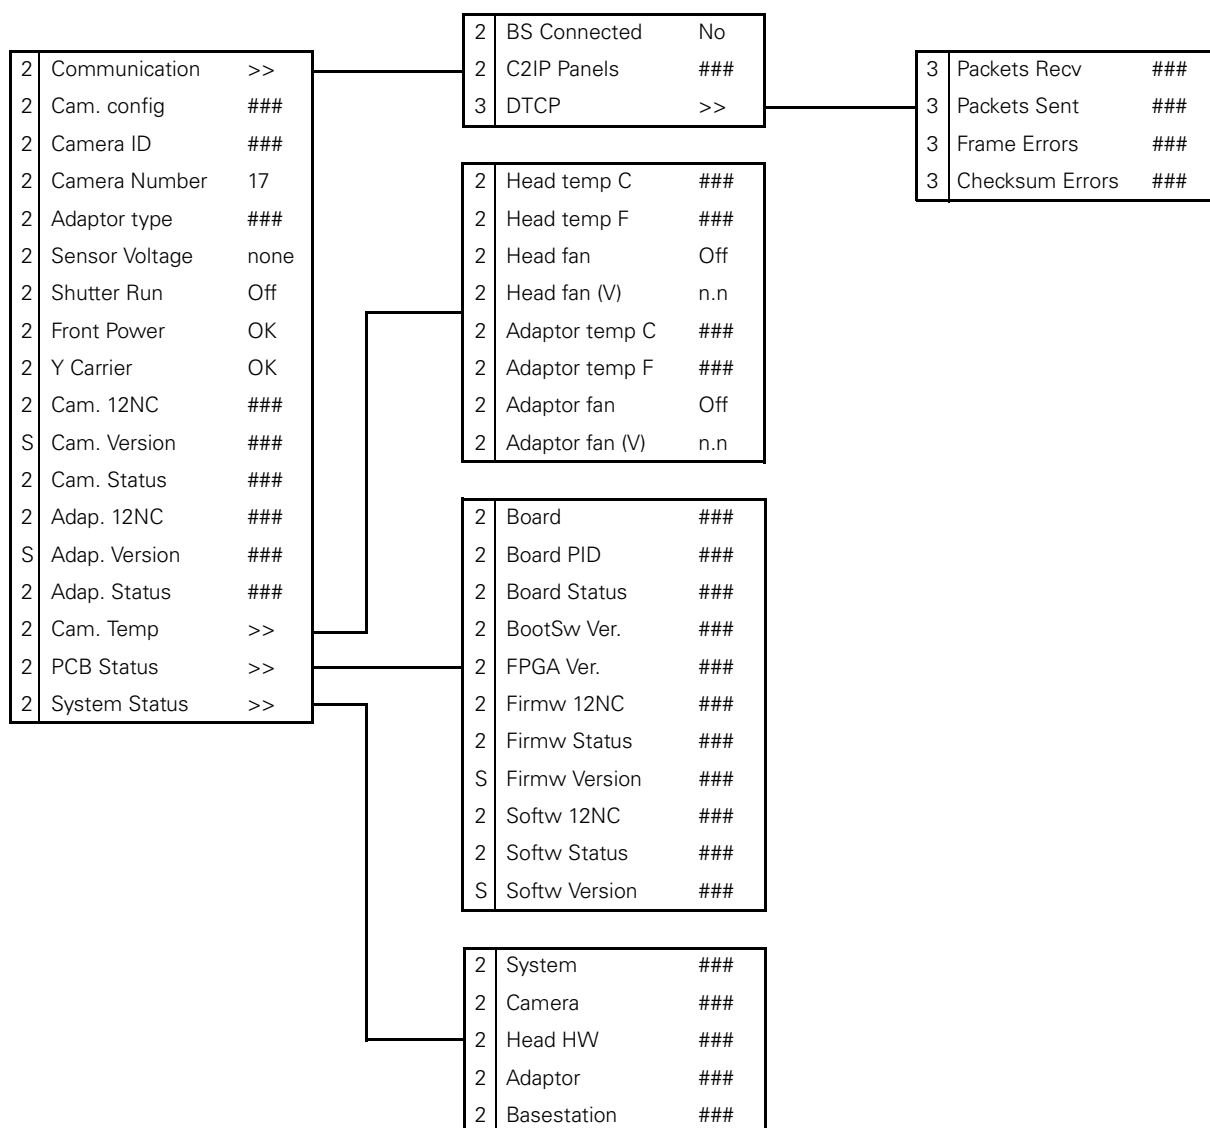 2 Communication >>
2 Cam. config ###
2 Camera ID ###
2 Camera Number 17
2 Adaptor type ###
2 Sensor Voltage none
2 Shutter Run Off
2 Front Power OK
2 Y Carrier OK
2 Cam. 12NC ###
S Cam. Version ###
2 Cam. Status ###
2 Adap. 12NC ###
S Adap. Version ###
2 Adap. Status ###
2 Cam. Temp >>
2 PCB Status >>
2 System Status >>
2 BS Connected No
2 C2IP Panels ###
3 DTCP >>
3 Packets Recv ###
3 Packets Sent ###
3 Frame Errors ###
3 Checksum Errors ###
2 Head temp C ###
2 Head temp F ###
2 Head fan Off
2 Head fan (V) n.n
2 Adaptor temp C ###
2 Adaptor temp F ###
2 Adaptor fan Off
2 Adaptor fan (V) n.n
2 Board ###
2 Board PID ###
2 Board Status ###
2 BootSw Ver. ###
2 FPGA Ver. ###
2 Firmw 12NC ###
2 Firmw Status ###
S Firmw Version ###
2 Softw 12NC ###
2 Softw Status ###
S Softw Version ###
2 System ###
2 Camera ###
2 Head HW ###
2 Adaptor ###
2 Basestation ###